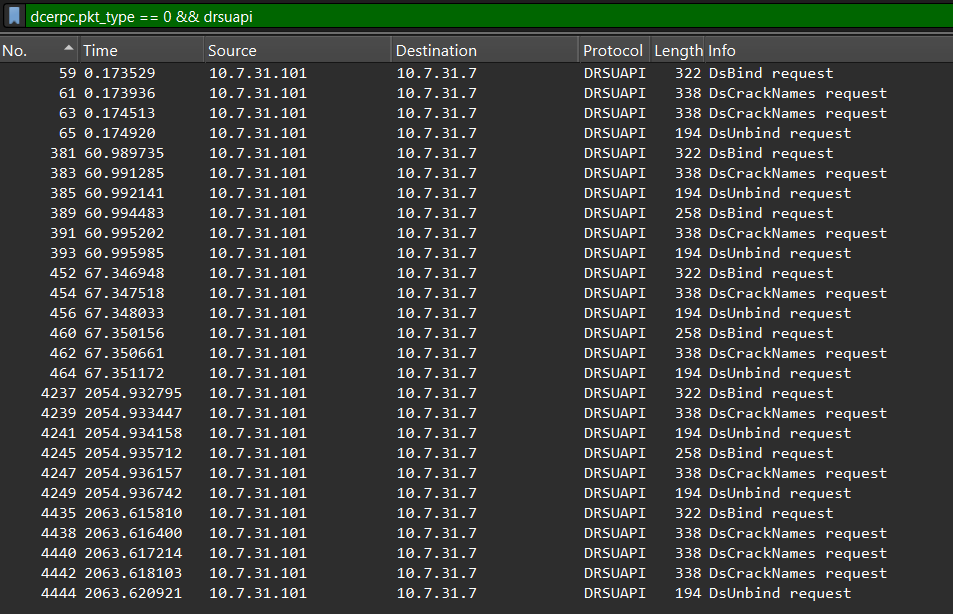 dcerpc.pkt_type == 0 && drsuapi
No. Time Source Destination Protocol Length Info
59 0.173529 10.7.31.101 10.7.31.7 DRSUAPI 322 DsBind request
61 0.173936 10.7.31.101 10.7.31.7 DRSUAPI 338 DsCrackNames request
63 0.174513 10.7.31.101 10.7.31.7 DRSUAPI 338 DsCrackNames request
65 0.174920 10.7.31.101 10.7.31.7 DRSUAPI 194 DsUnbind request
381 60.989735 10.7.31.101 10.7.31.7 DRSUAPI 322 DsBind request
383 60.991285 10.7.31.101 10.7.31.7 DRSUAPI 338 DsCrackNames request
385 60.992141 10.7.31.101 10.7.31.7 DRSUAPI 194 DsUnbind request
389 60.994483 10.7.31.101 10.7.31.7 DRSUAPI 258 DsBind request
391 60.995202 10.7.31.101 10.7.31.7 DRSUAPI 338 DsCrackNames request
393 60.995985 10.7.31.101 10.7.31.7 DRSUAPI 194 DsUnbind request
452 67.346948 10.7.31.101 10.7.31.7 DRSUAPI 322 DsBind request
454 67.347518 10.7.31.101 10.7.31.7 DRSUAPI 338 DsCrackNames request
456 67.348033 10.7.31.101 10.7.31.7 DRSUAPI 194 DsUnbind request
460 67.350156 10.7.31.101 10.7.31.7 DRSUAPI 258 DsBind request
462 67.350661 10.7.31.101 10.7.31.7 DRSUAPI 338 DsCrackNames request
464 67.351172 10.7.31.101 10.7.31.7 DRSUAPI 194 DsUnbind request
4237 2054.932795 10.7.31.101 10.7.31.7 DRSUAPI 322 DsBind request
4239 2054.933447 10.7.31.101 10.7.31.7 DRSUAPI 338 DsCrackNames request
4241 2054.934158 10.7.31.101 10.7.31.7 DRSUAPI 194 DsUnbind request
4245 2054.935712 10.7.31.101 10.7.31.7 DRSUAPI 258 DsBind request
4247 2054.936157 10.7.31.101 10.7.31.7 DRSUAPI 338 DsCrackNames request
4249 2054.936742 10.7.31.101 10.7.31.7 DRSUAPI 194 DsUnbind request
4435 2063.615810 10.7.31.101 10.7.31.7 DRSUAPI 322 DsBind request
4438 2063.616400 10.7.31.101 10.7.31.7 DRSUAPI 338 DsCrackNames request
4440 2063.617214 10.7.31.101 10.7.31.7 DRSUAPI 338 DsCrackNames request
4442 2063.618103 10.7.31.101 10.7.31.7 DRSUAPI 338 DsCrackNames request
4444 2063.620921 10.7.31.101 10.7.31.7 DRSUAPI 194 DsUnbind request